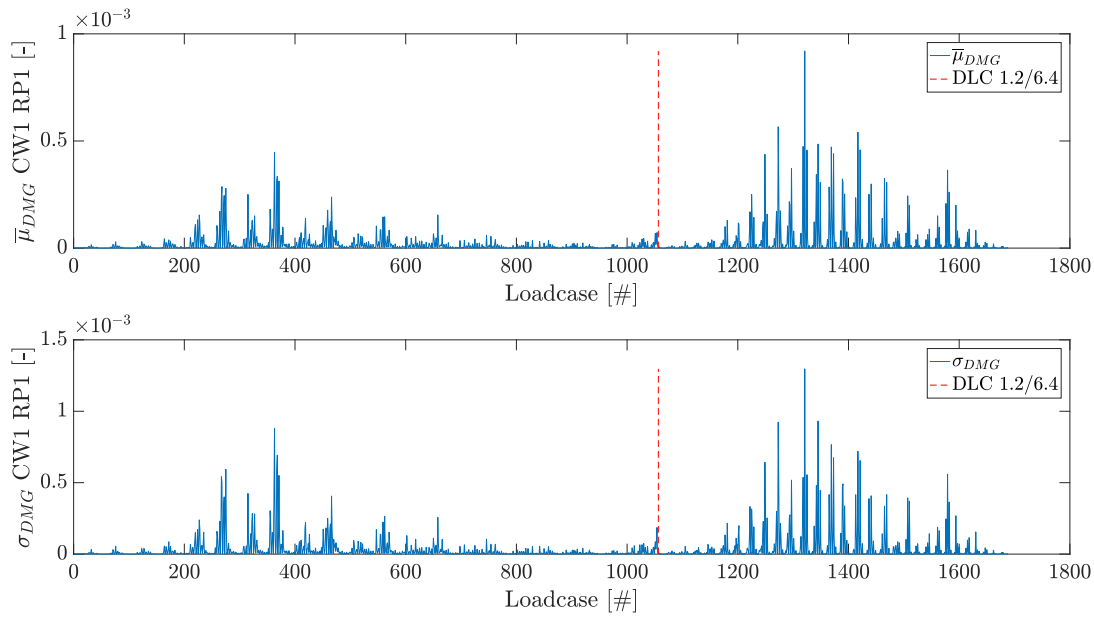 ×10⁻³
1
0.5
0
μ̅_DMG CW1 RP1 [-]
μ̅_DMG
DLC 1.2/6.4
0 200 400 600 800 1000 1200 1400 1600 1800
Loadcase [#]
×10⁻³
1.5
1
0.5
0
σ_DMG CW1 RP1 [-]
σ_DMG
DLC 1.2/6.4
0 200 400 600 800 1000 1200 1400 1600 1800
Loadcase [#]